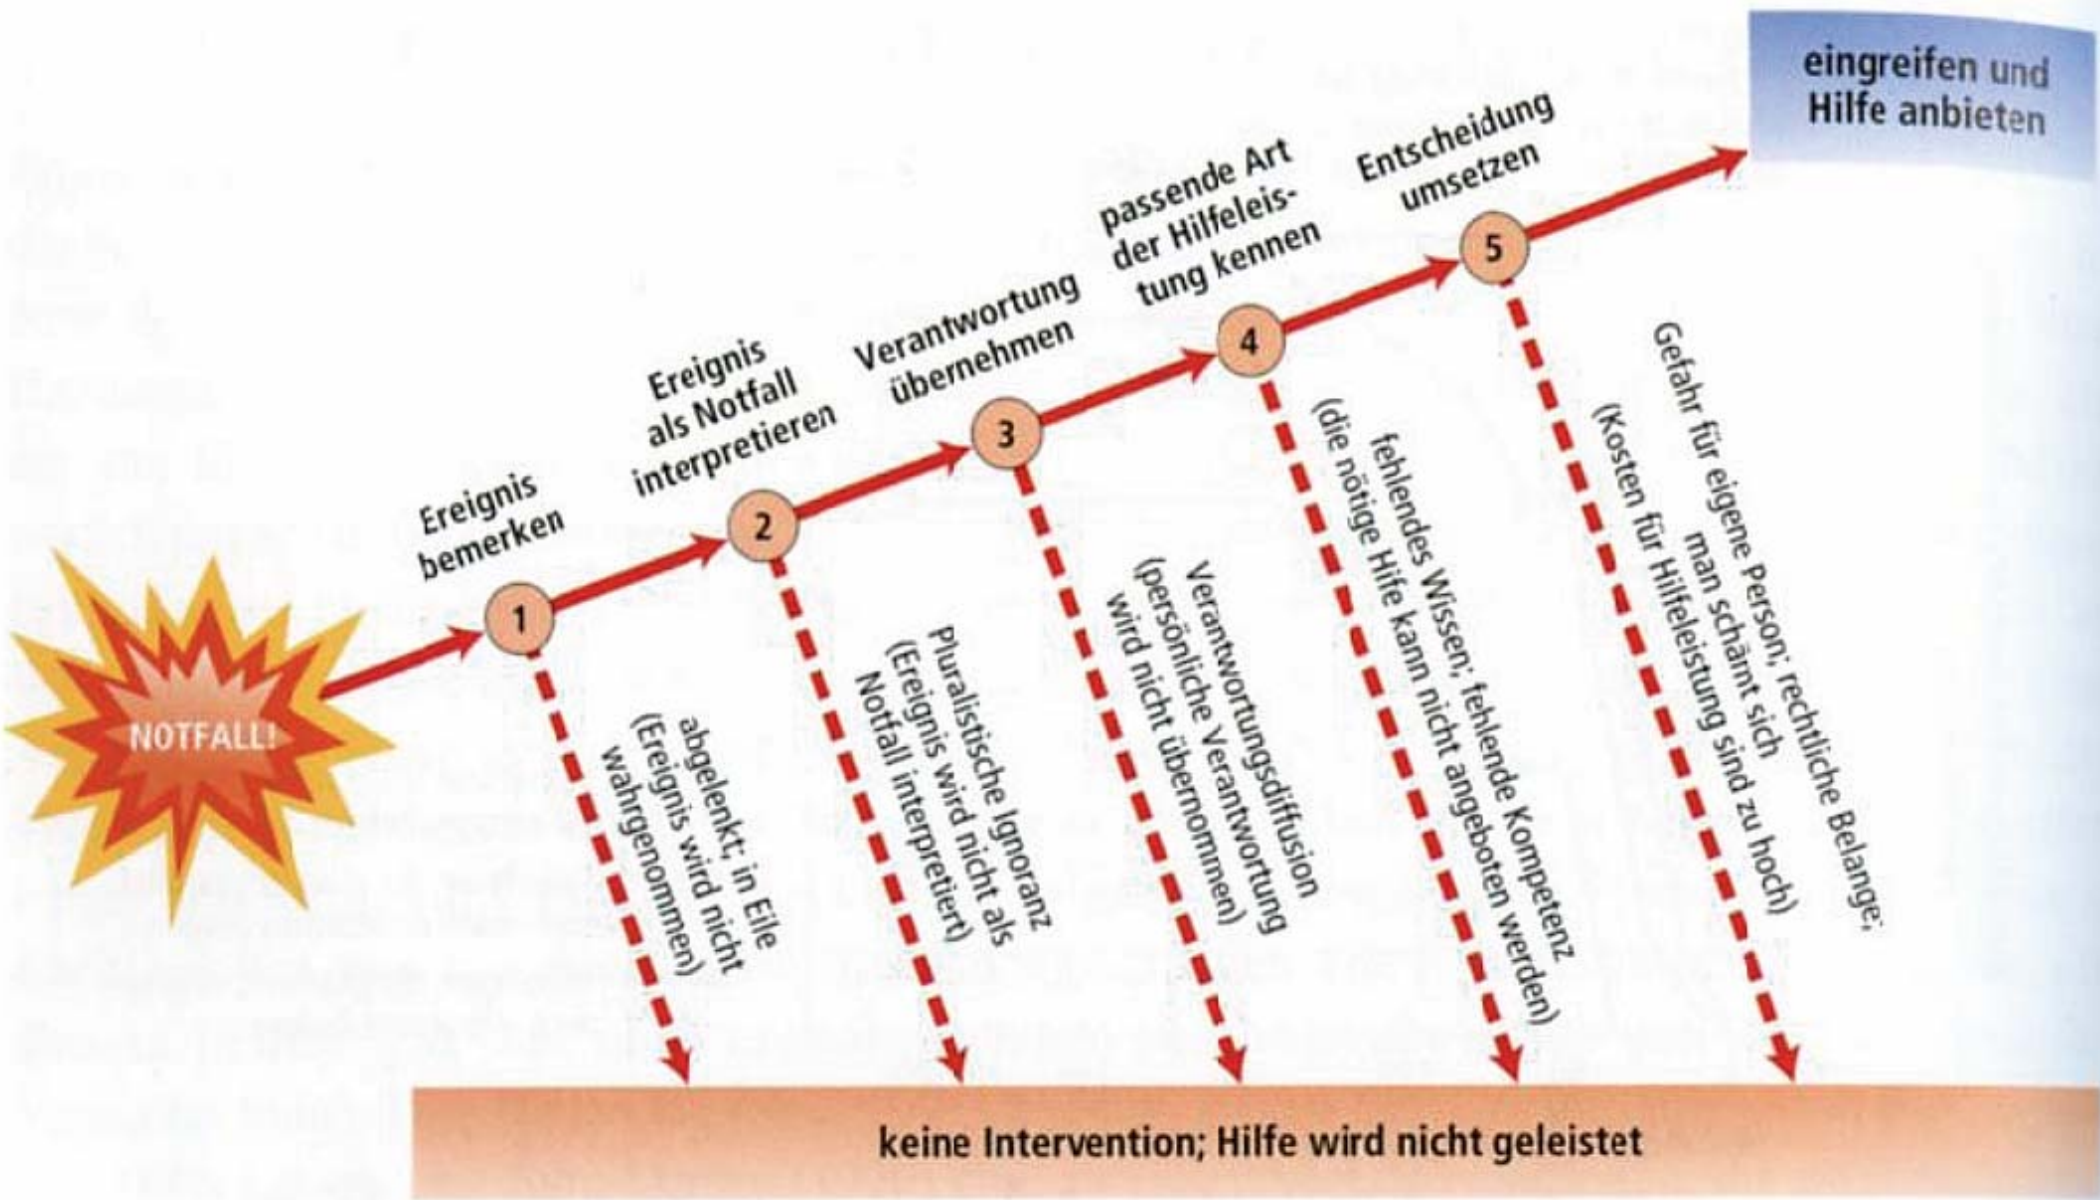 eingreifen und
Hilfe anbieten
Entscheidung
umsetzen
passende Art
der Hilfeleis-
tung kennen
Verantwortung
übernehmen
Ereignis
als Notfall
interpretieren
Ereignis
bemerken
NOTFALL!
1
2
3
4
5
abgelenkt; in Eile
(Ereignis wird nicht
wahrgenommen)
Pluralistische Ignoranz
(Ereignis wird nicht als
Notfall interpretiert)
Verantwortungsdiffusion
(persönliche Verantwortung
wird nicht übernommen)
fehlendes Wissen; fehlende Kompetenz
(die nötige Hife kann nicht angeboten werden)
Gefahr für eigene Person; rechtliche Belange;
man schämt sich
(Kosten für Hilfeleistung sind zu hoch)
keine Intervention; Hilfe wird nicht geleistet